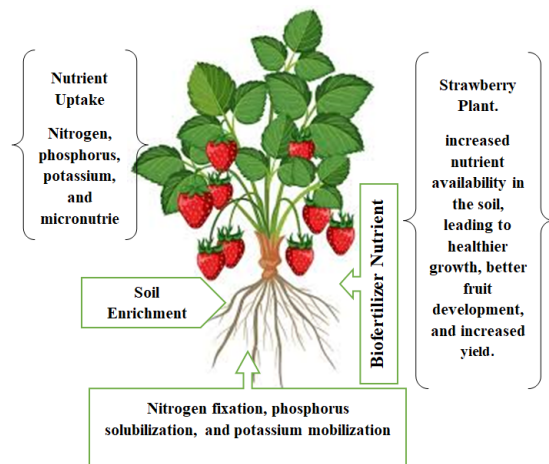 Nutrient
Uptake
Nitrogen,
phosphorus,
potassium,
and
micronutrie
Strawberry
Plant.
increased
nutrient
availability in
the soil,
leading to
healthier
growth, better
fruit
development,
and increased
yield.
Soil
Enrichment
Biofertilizer Nutrient
Nitrogen fixation, phosphorus
solubilization, and potassium mobilization